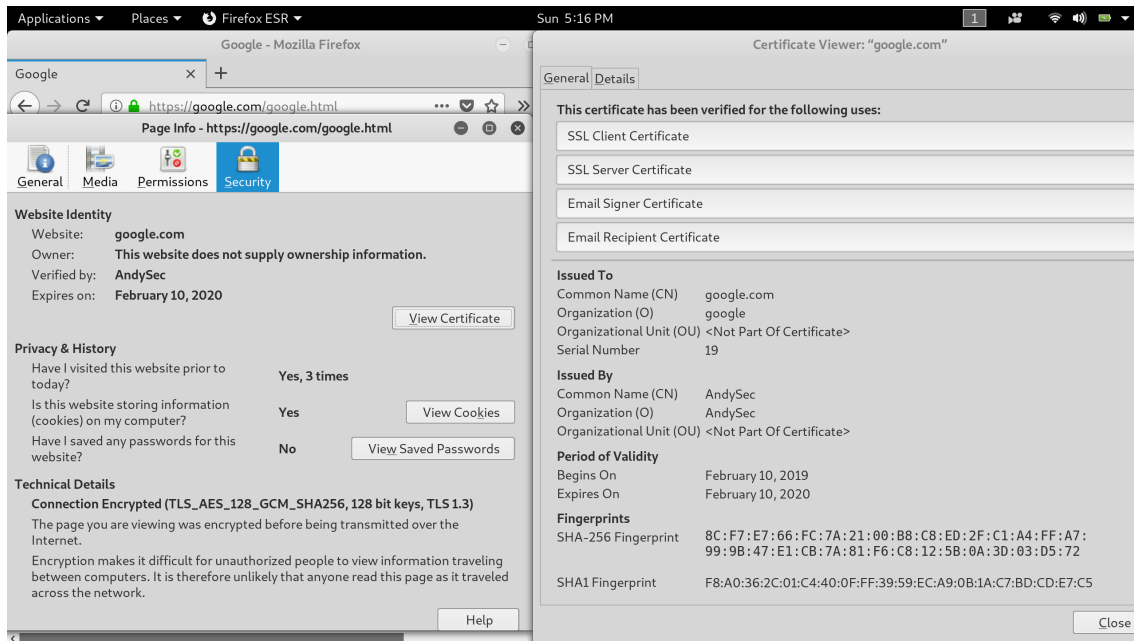 Applications Places Firefox ESR Sun 5:16 PM 1
Google - Mozilla Firefox
Google
https://google.com/google.html
Page Info - https://google.com/google.html
General Media Permissions Security
Website Identity
Website: google.com
Owner: This website does not supply ownership information.
Verified by: AndySec
Expires on: February 10, 2020
View Certificate
Privacy & History
Have I visited this website prior to
today?
Yes, 3 times
Is this website storing information
(cookies) on my computer?
Yes
View Cookies
Have I saved any passwords for this
website?
No
View Saved Passwords
Technical Details
Connection Encrypted (TLS_AES_128_GCM_SHA256, 128 bit keys, TLS 1.3)
The page you are viewing was encrypted before being transmitted over the
Internet.
Encryption makes it difficult for unauthorized people to view information traveling
between computers. It is therefore unlikely that anyone read this page as it traveled
across the network.
Help
Certificate Viewer: “google.com”
General Details
This certificate has been verified for the following uses:
SSL Client Certificate
SSL Server Certificate
Email Signer Certificate
Email Recipient Certificate
Issued To
Common Name (CN) google.com
Organization (O) google
Organizational Unit (OU) <Not Part Of Certificate>
Serial Number 19
Issued By
Common Name (CN) AndySec
Organization (O) AndySec
Organizational Unit (OU) <Not Part Of Certificate>
Period of Validity
Begins On February 10, 2019
Expires On February 10, 2020
Fingerprints
SHA-256 Fingerprint 8C:F7:E7:66:FC:7A:21:00:B8:C8:ED:2F:C1:A4:FF:A7:
99:9B:47:E1:CB:7A:81:F6:C8:12:5B:0A:3D:03:D5:72
SHA1 Fingerprint F8:A0:36:2C:01:C4:40:0F:FF:39:59:EC:A9:0B:1A:C7:BD:CD:E7:C5
Close